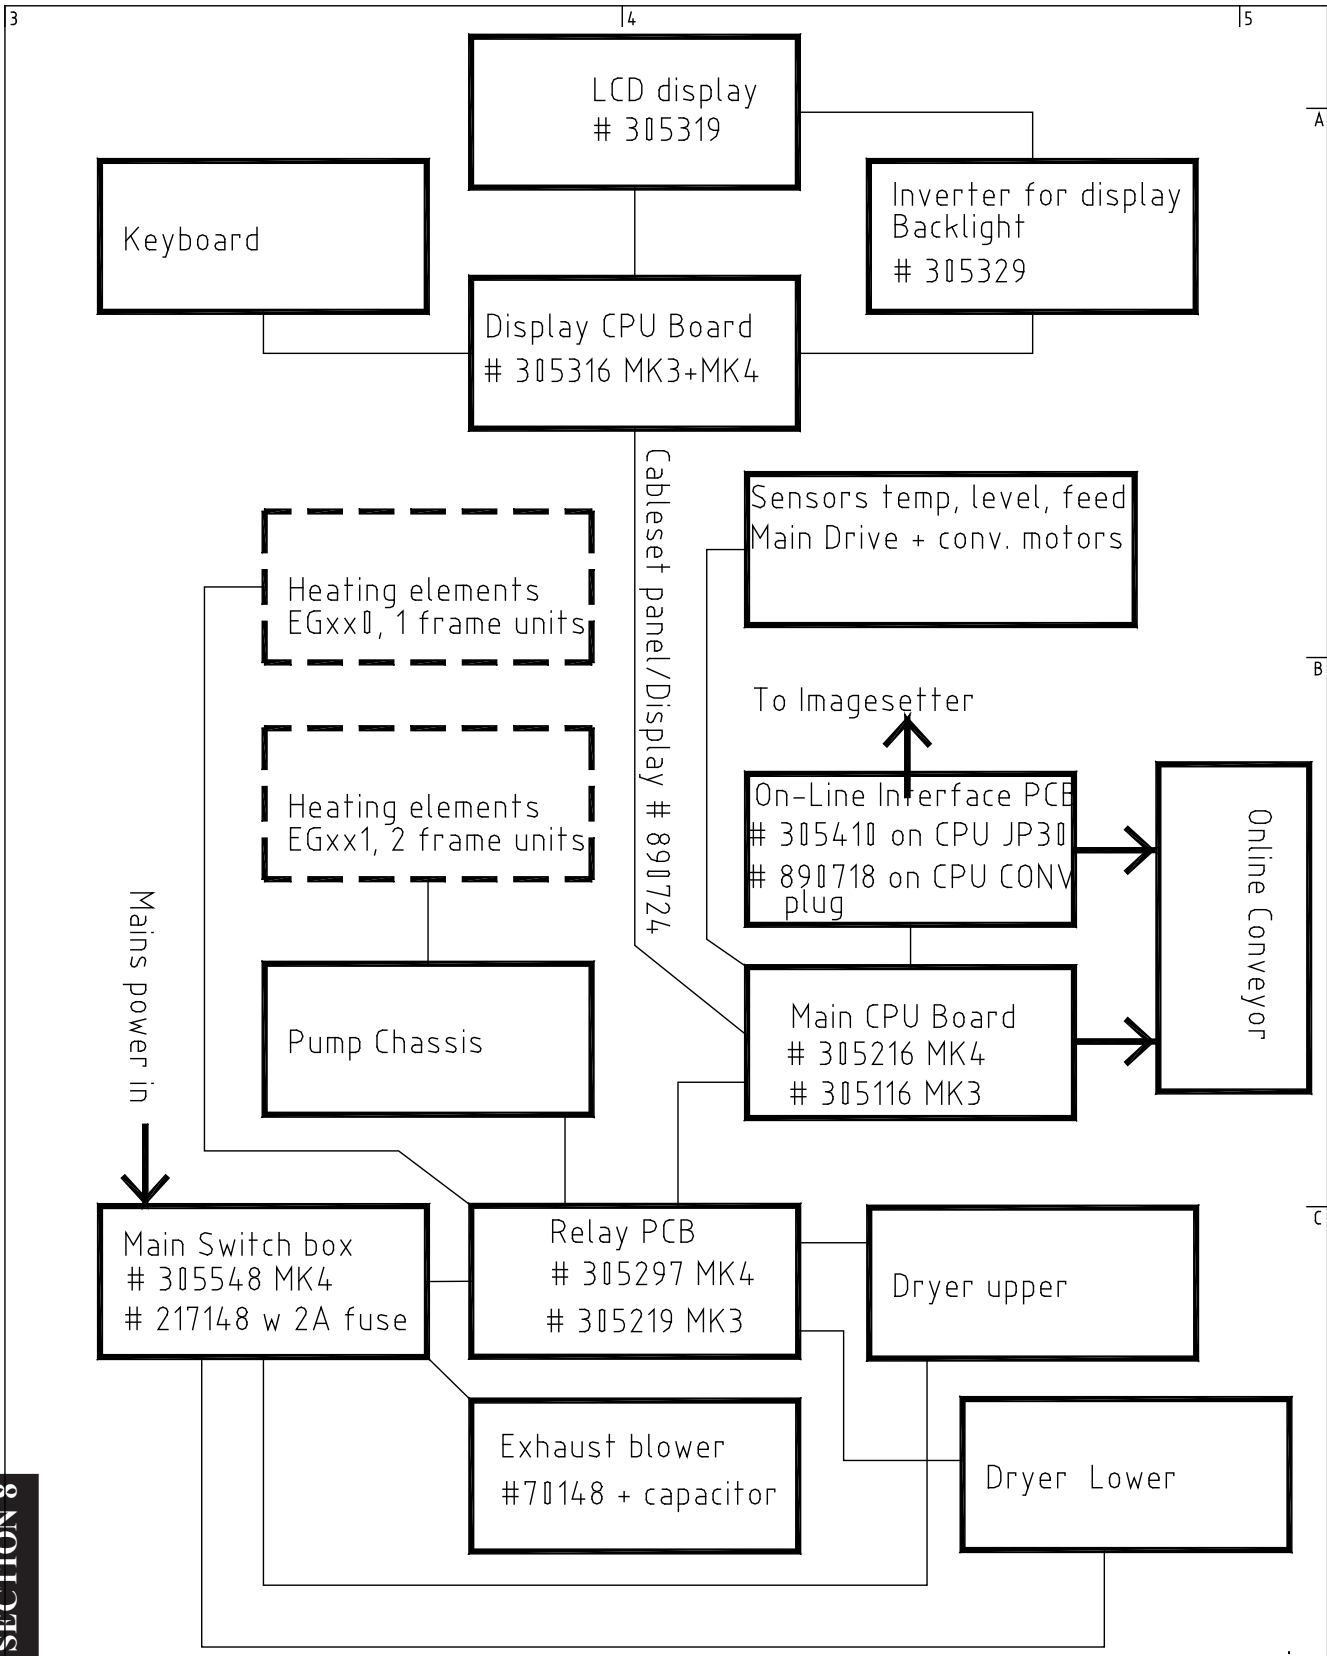 3
4
5
LCD display
# 305319
A
Keyboard
Inverter for display
Backlight
# 305329
Display CPU Board
# 305316 MK3+MK4
Cableset panel/Display # 890724
Sensors temp, level, feed
Main Drive + conv. motors
Heating elements
EGxx0, 1 frame units
B
To Imagesetter
Heating elements
EGxx1, 2 frame units
On-Line Interface PCB
# 305410 on CPU JP30
# 890718 on CPU CONV
plug
Online Conveyor
Mains power in
Pump Chassis
Main CPU Board
# 305216 MK4
# 305116 MK3
C
Main Switch box
# 305548 MK4
# 217148 w 2A fuse
Relay PCB
# 305297 MK4
# 305219 MK3
Dryer upper
Exhaust blower
#70148 + capacitor
Dryer Lower
SECTION 8